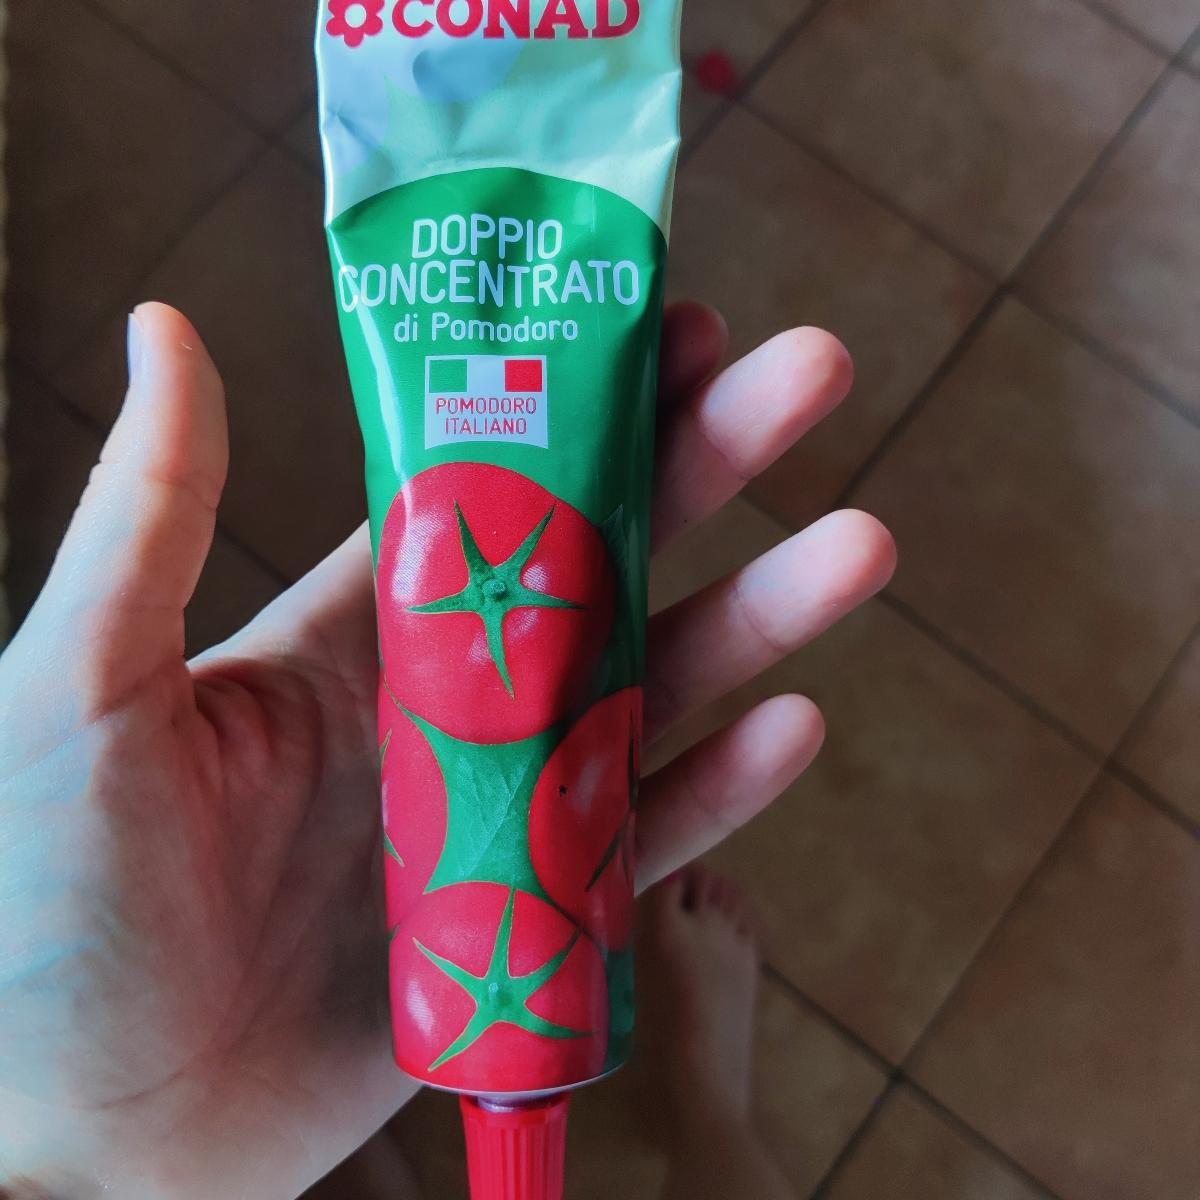 CONAD
DOPPIO
CONCENTRATO
di Pomodoro
POMODORO
ITALIANO